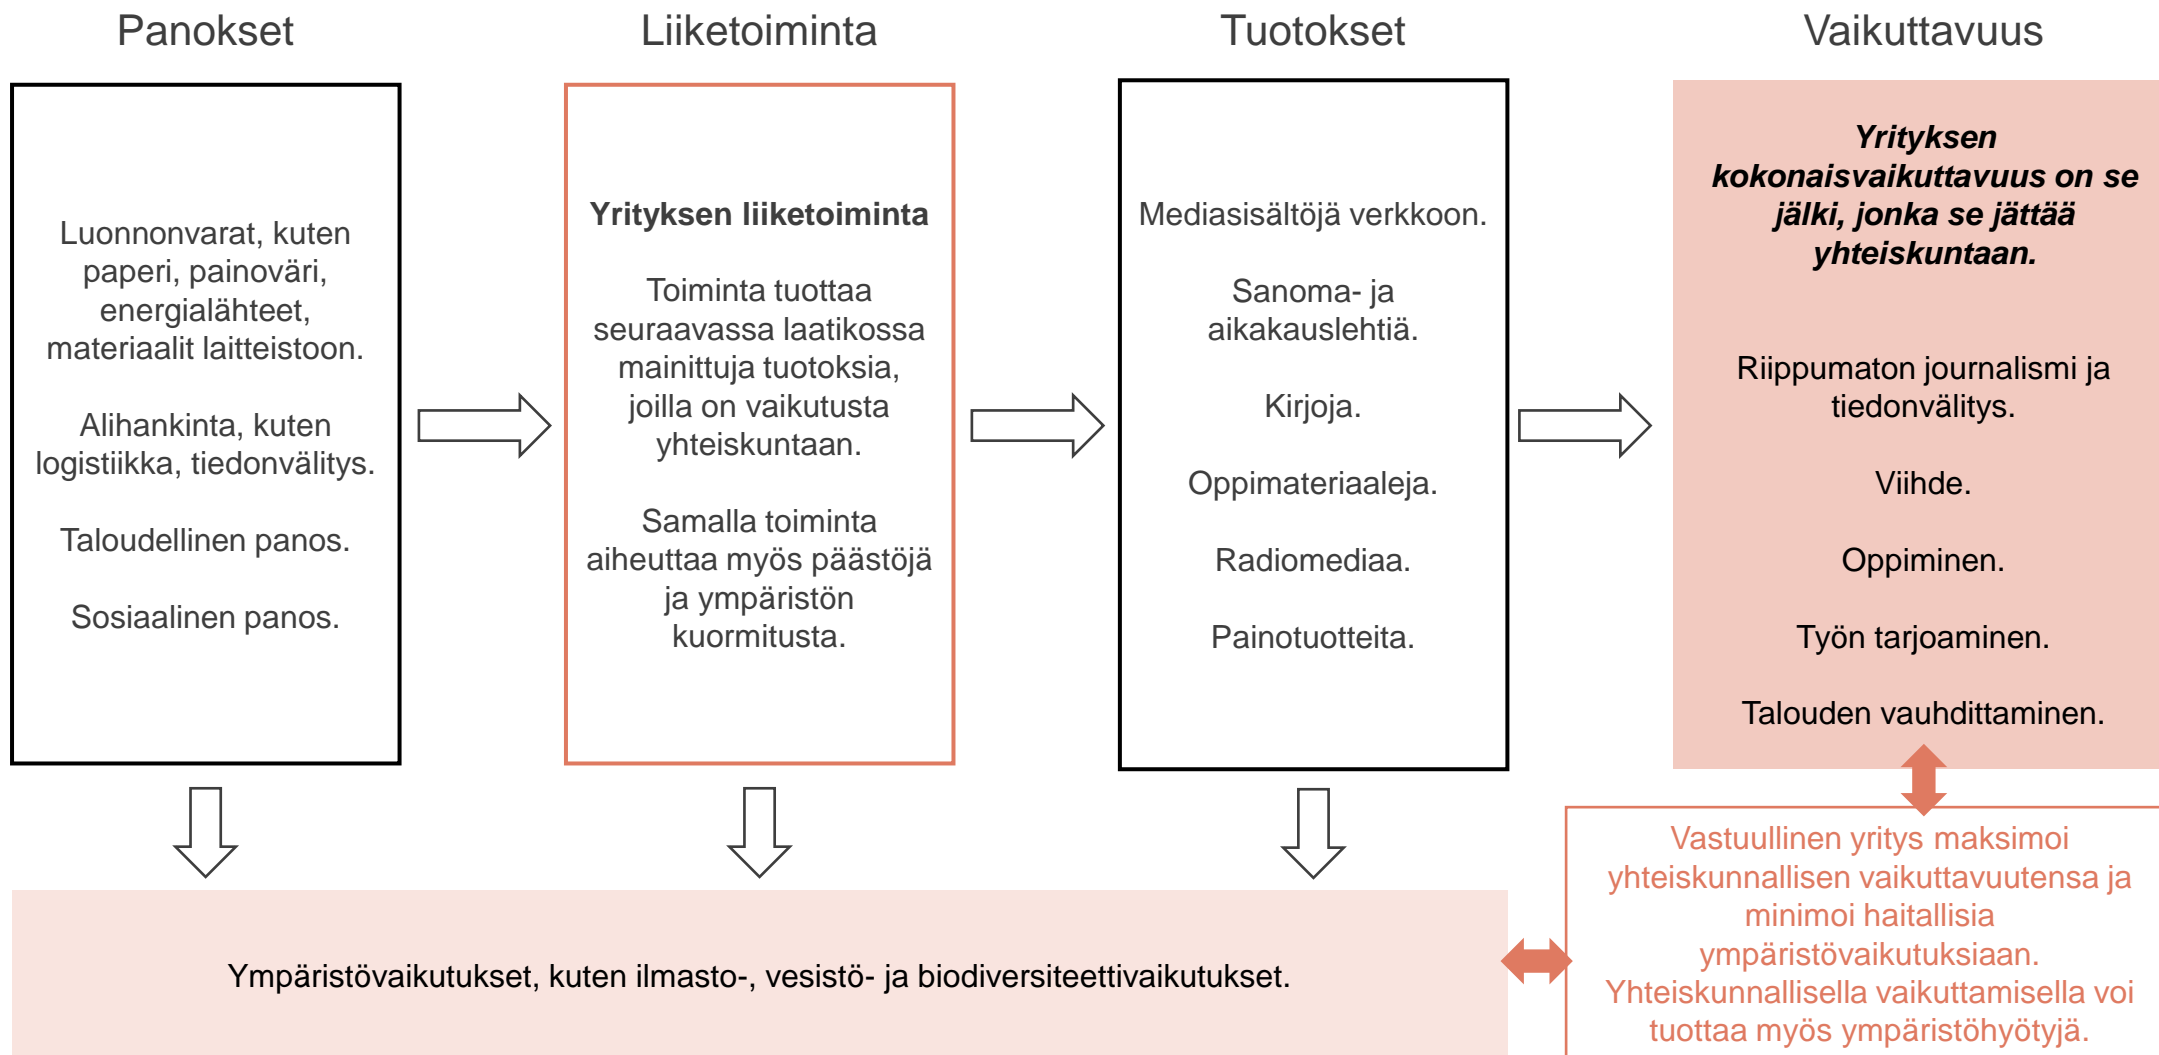 Panokset
Liiketoiminta
Tuotokset
Vaikuttavuus
Luonnonvarat, kuten
paperi, painoväri,
energialähteet,
materiaalit laitteistoon.
Alihankinta, kuten
logistiikka, tiedonvälitys.
Taloudellinen panos.
Sosiaalinen panos.
Yrityksen liiketoiminta
Toiminta tuottaa
seuraavassa laatikossa
mainittuja tuotoksia,
joilla on vaikutusta
yhteiskuntaan.
Samalla toiminta
aiheuttaa myös päästöjä
ja ympäristön
kuormitusta.
Mediasisältöjä verkkoon.
Sanoma- ja
aikakauslehtiä.
Kirjoja.
Oppimateriaaleja.
Radiomediaa.
Painotuotteita.
Yrityksen
kokonaisvaikuttavuus on se
jälki, jonka se jättää
yhteiskuntaan.
Riippumaton journalismi ja
tiedonvälitys.
Viihde.
Oppiminen.
Työn tarjoaminen.
Talouden vauhdittaminen.
Ympäristövaikutukset, kuten ilmasto-, vesistö- ja biodiversiteettivaikutukset.
Vastuullinen yritys maksimoi
yhteiskunnallisen vaikuttavuutensa ja
minimoi haitallisia
ympäristövaikutuksiaan.
Yhteiskunnallisella vaikuttamisella voi
tuottaa myös ympäristöhyötyjä.